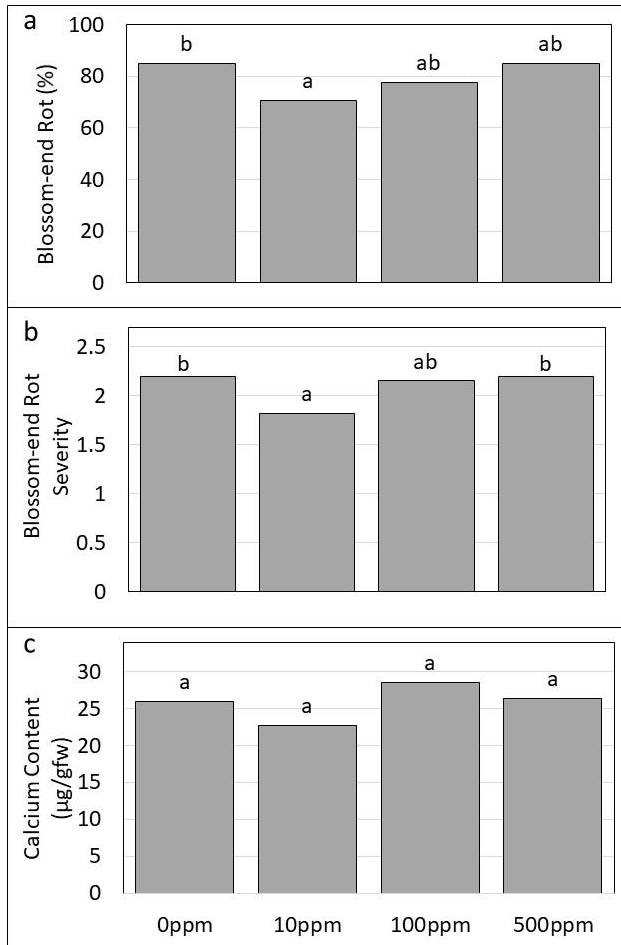 a
Blossom-end Rot (%)
100
80
60
40
20
0
b
a
ab
ab
b
Blossom-end Rot
Severity
2.5
2
1.5
1
0.5
0
b
a
ab
b
c
Calcium Content
(µg/gfw)
30
25
20
15
10
5
0
a
a
a
a
0ppm 10ppm 100ppm 500ppm